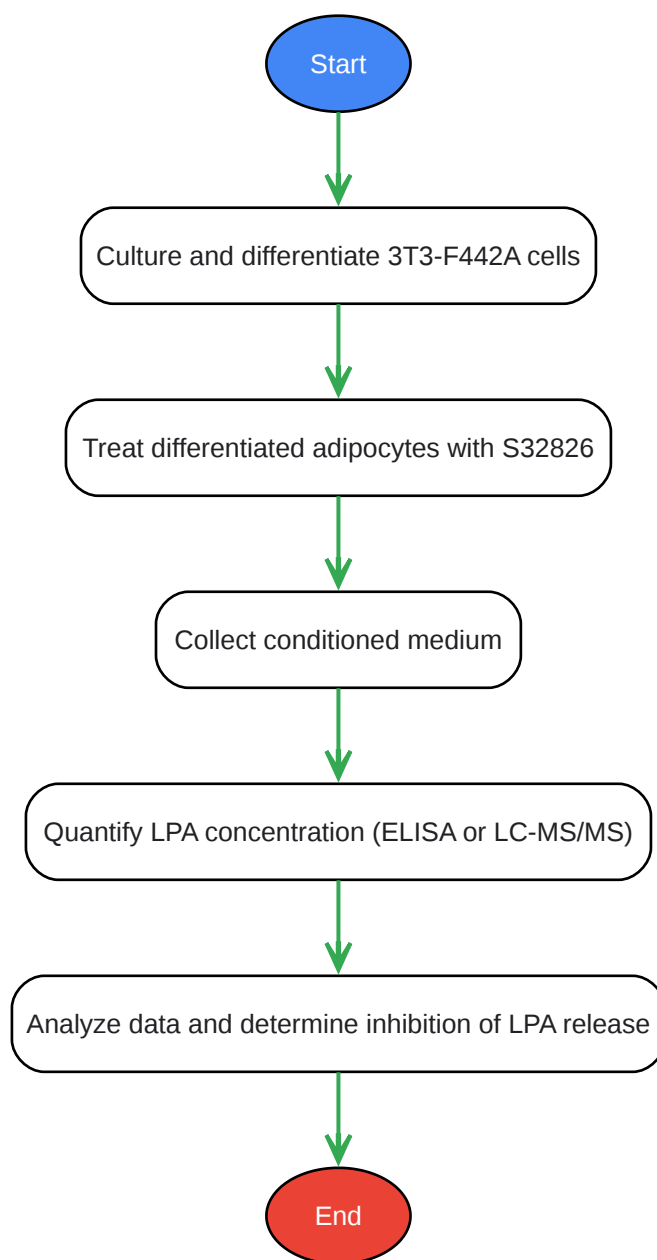 Start
Culture and differentiate 3T3-F442A cells
Treat differentiated adipocytes with S32826
Collect conditioned medium
Quantify LPA concentration (ELISA or LC-MS/MS)
Analyze data and determine inhibition of LPA release
End